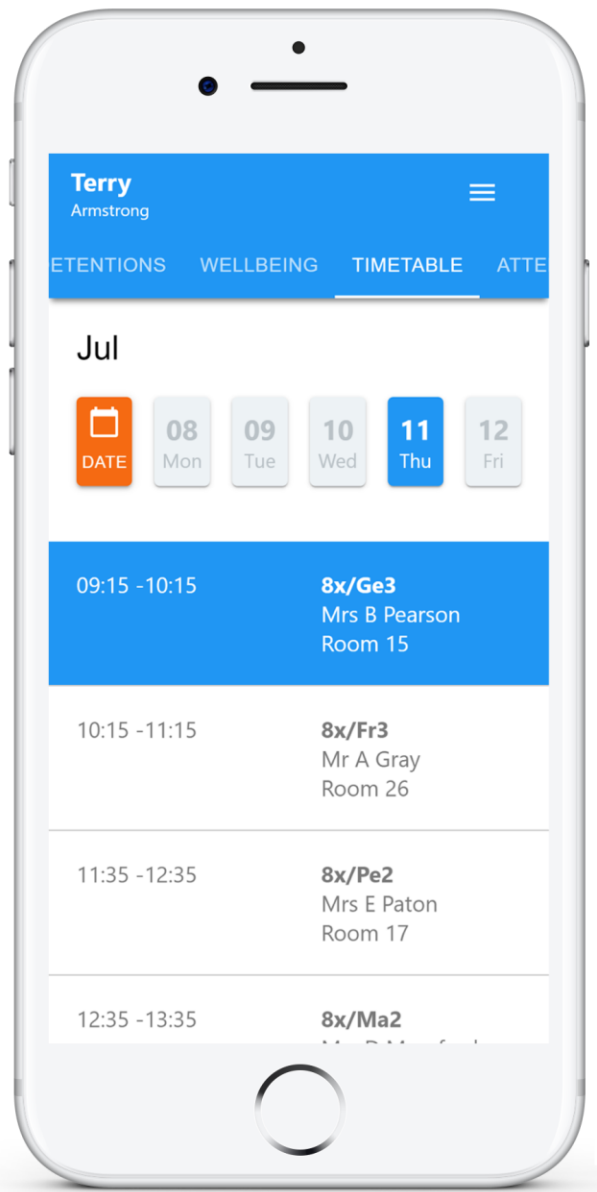 Terry
Armstrong
ETENTIONS WELLBEING TIMETABLE ATTE
Jul
DATE
08 Mon
09 Tue
10 Wed
11 Thu
12 Fri
09:15 -10:15
8x/Ge3
Mrs B Pearson
Room 15
10:15 -11:15
8x/Fr3
Mr A Gray
Room 26
11:35 -12:35
8x/Pe2
Mrs E Paton
Room 17
12:35 -13:35
8x/Ma2